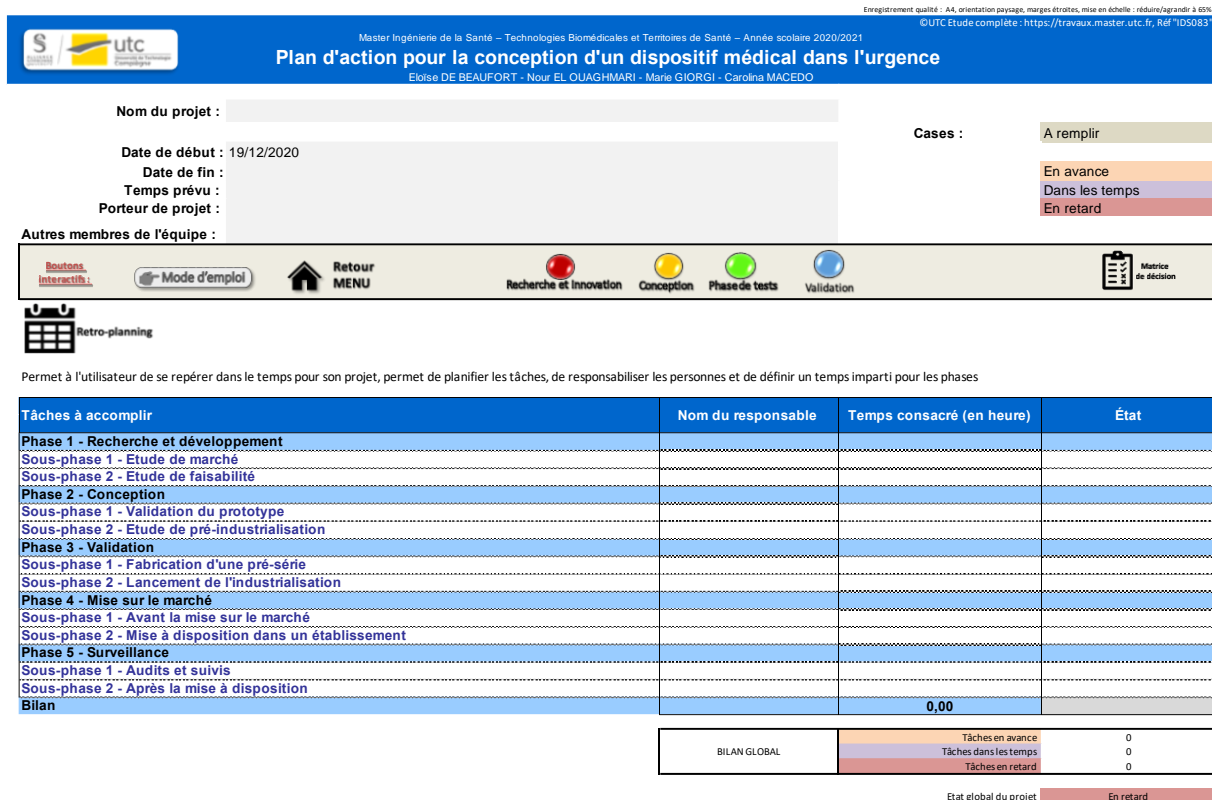 Enregistrement qualité : A4, orientation paysage, marges étroites, mise en échelle : réduire/agrandir à 65%
©UTC Etude complète : https://travaux.master.utc.fr, Réf "IDS083"
S utc
Master Ingénierie de la Santé – Technologies Biomédicales et Territoires de Santé – Année scolaire 2020/2021
Plan d'action pour la conception d'un dispositif médical dans l'urgence
Eloïse DE BEAUFORT - Nour EL OUAGHMARI - Marie GIORGI - Carolina MACEDO
Nom du projet :
Cases : A remplir
Date de début : 19/12/2020
Date de fin : En avance
Temps prévu : Dans les temps
Porteur de projet : En retard
Autres membres de l'équipe :
Boutons interactifs :
Mode d'emploi
Retour MENU
Recherche et Innovation
Conception
Phase de tests
Validation
Matrice de décision
Retro-planning
Permet à l'utilisateur de se repérer dans le temps pour son projet, permet de planifier les tâches, de responsabiliser les personnes et de définir un temps imparti pour les phases
Tâches à accomplir Nom du responsable Temps consacré (en heure) État
Phase 1 - Recherche et développement
Sous-phase 1 - Etude de marché
Sous-phase 2 - Etude de faisabilité
Phase 2 - Conception
Sous-phase 1 - Validation du prototype
Sous-phase 2 - Etude de pré-industrialisation
Phase 3 - Validation
Sous-phase 1 - Fabrication d'une pré-série
Sous-phase 2 - Lancement de l'industrialisation
Phase 4 - Mise sur le marché
Sous-phase 1 - Avant la mise sur le marché
Sous-phase 2 - Mise à disposition dans un établissement
Phase 5 - Surveillance
Sous-phase 1 - Audits et suivis
Sous-phase 2 - Après la mise à disposition
Bilan 0,00
Tâches en avance 0
BILAN GLOBAL Tâches dans les temps 0
Tâches en retard 0
Etat global du projet En retard